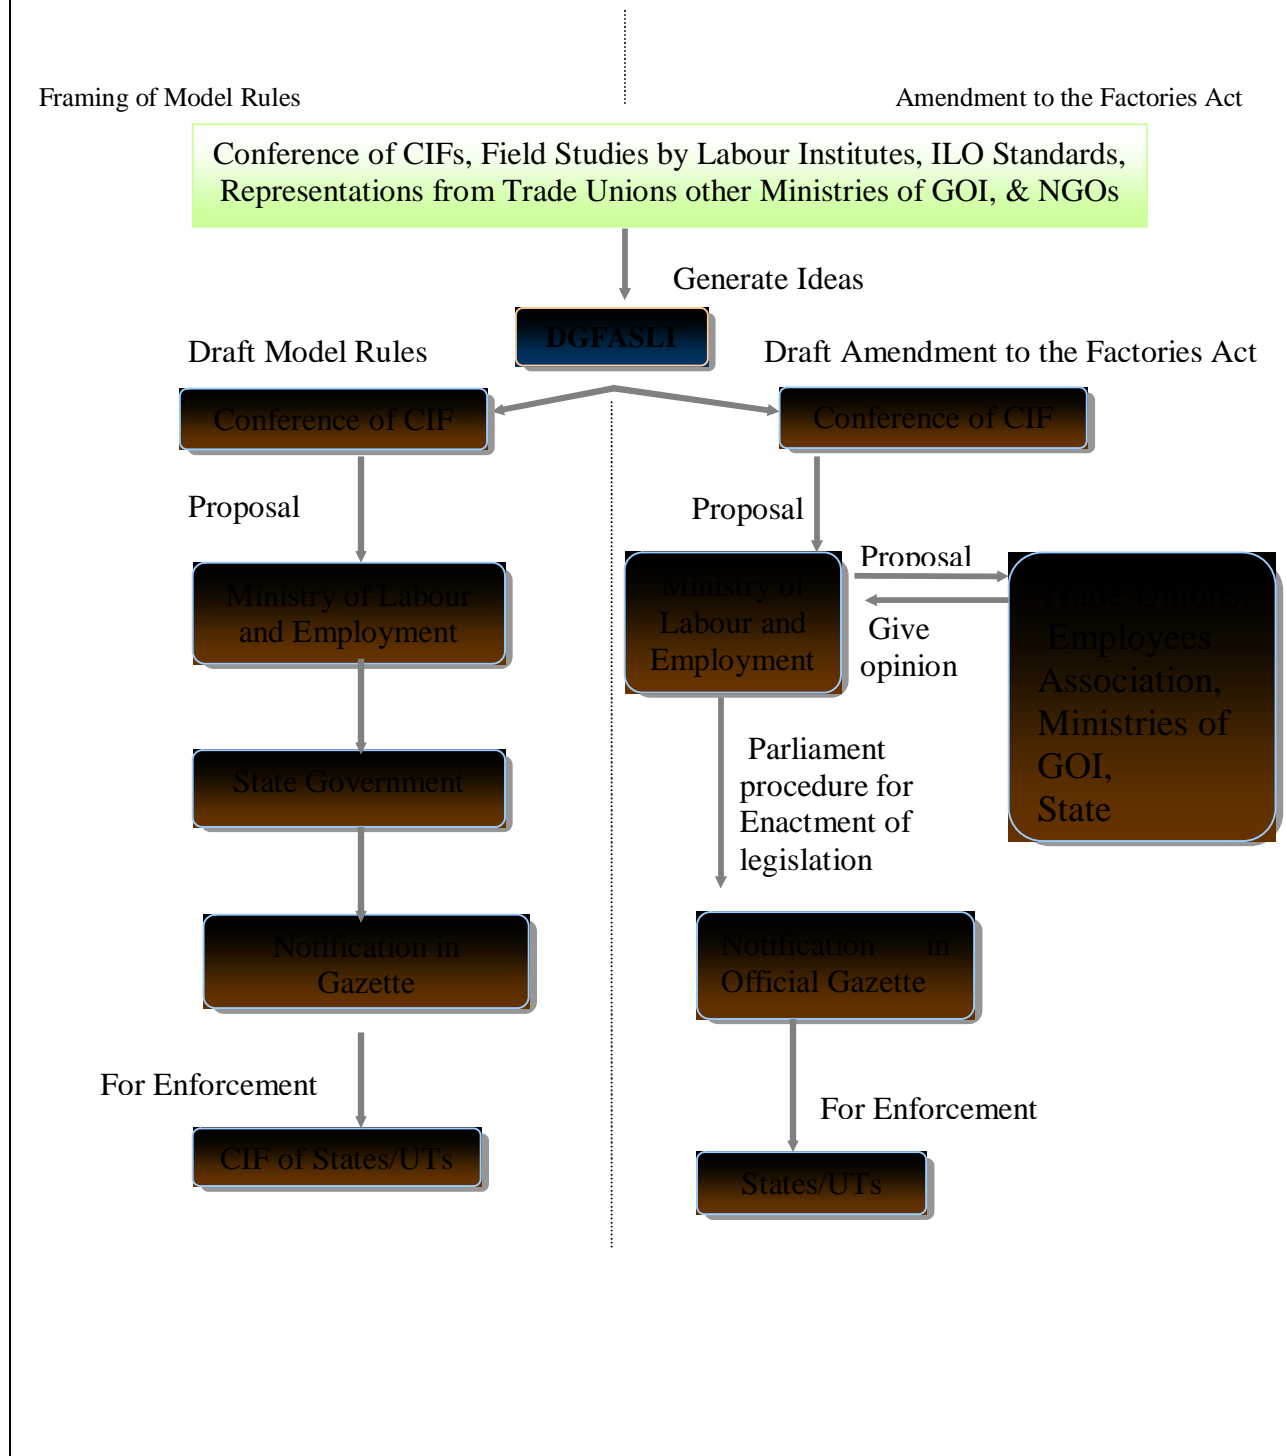 Framing of Model Rules
Amendment to the Factories Act
Conference of CIFs, Field Studies by Labour Institutes, ILO Standards,
Representations from Trade Unions other Ministries of GOI, & NGOs
Generate Ideas
DGFASLI
Draft Model Rules
Draft Amendment to the Factories Act
Conference of CIF
Conference of CIF
Proposal
Proposal
Ministry of Labour
and Employment
Ministry of
Labour and
Employment
Proposal
Give
opinion
Trade Unions,
Employees
Association,
Ministries of
GOI,
State
State Government
Parliament
procedure for
Enactment of
legislation
Notification in
Gazette
Notification in
Official Gazette
For Enforcement
For Enforcement
CIF of States/UTs
States/UTs